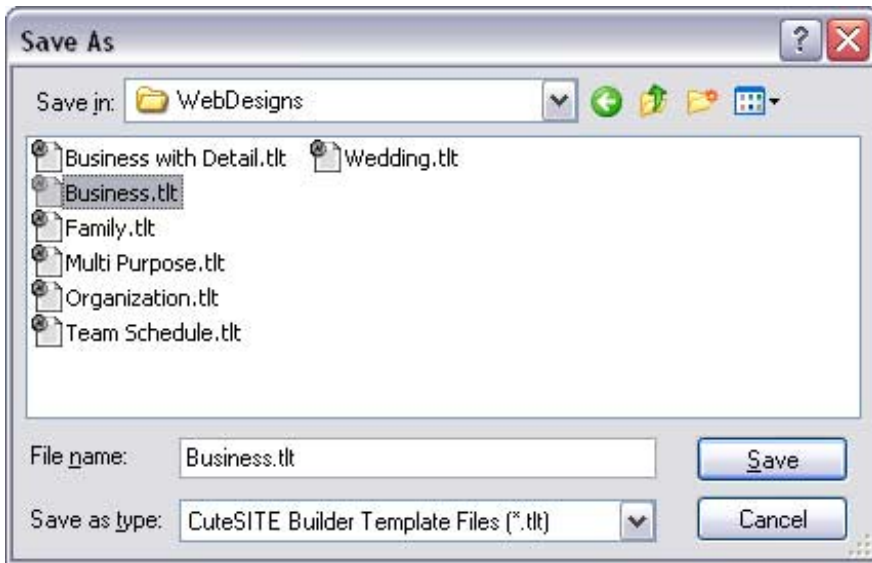 Save As
Save in: WebDesigns
Business with Detail.tlt Wedding.tlt
Business.tlt
Family.tlt
Multi Purpose.tlt
Organization.tlt
Team Schedule.tlt
File name: Business.tlt Save
Save as type: CuteSITE Builder Template Files (*.tlt) Cancel